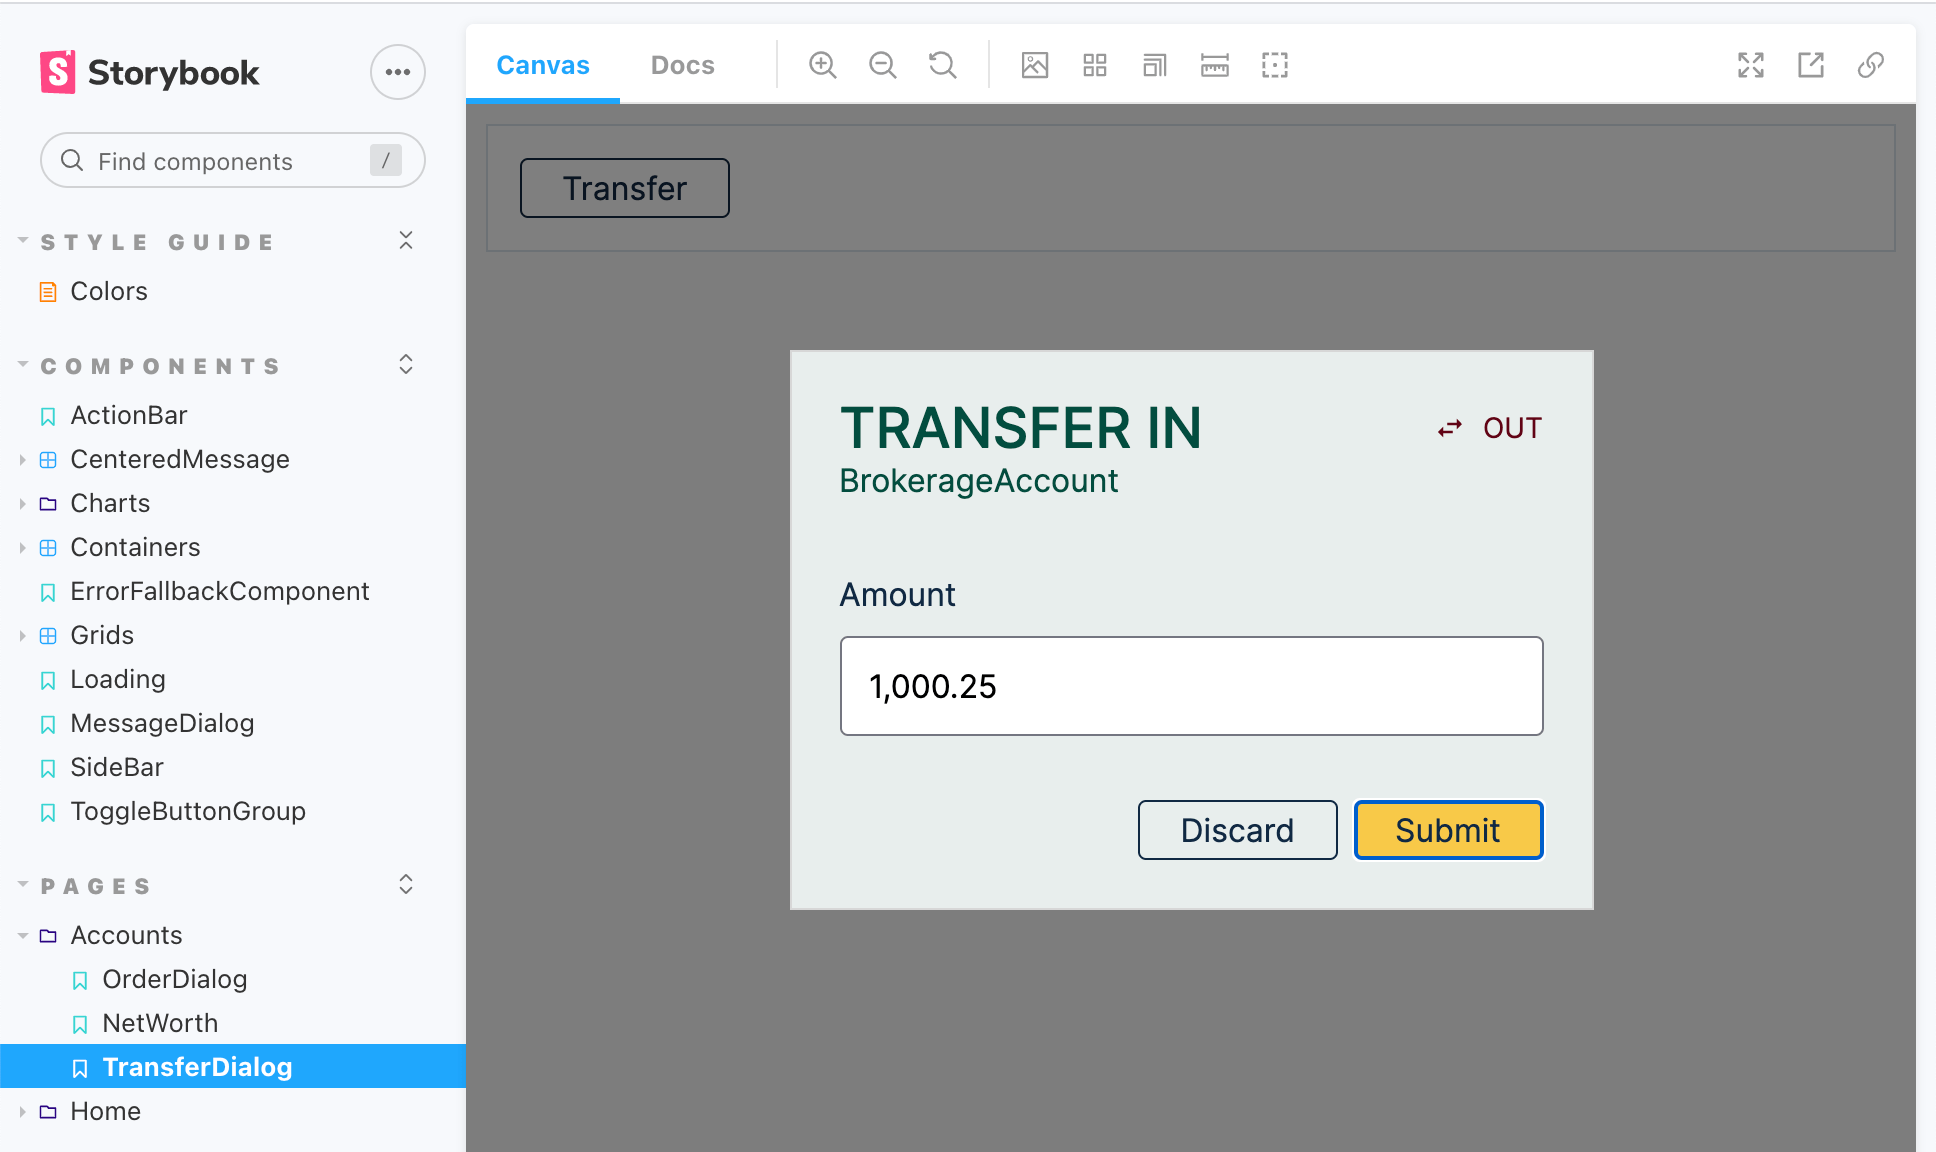 Storybook
Find components
/
STYLE GUIDE
Colors
COMPONENTS
ActionBar
CenteredMessage
Charts
Containers
ErrorFallbackComponent
Grids
Loading
MessageDialog
SideBar
ToggleButtonGroup
PAGES
Accounts
OrderDialog
NetWorth
TransferDialog
Home
Canvas
Docs
Transfer
TRANSFER IN
OUT
BrokerageAccount
Amount
1,000.25
Discard
Submit